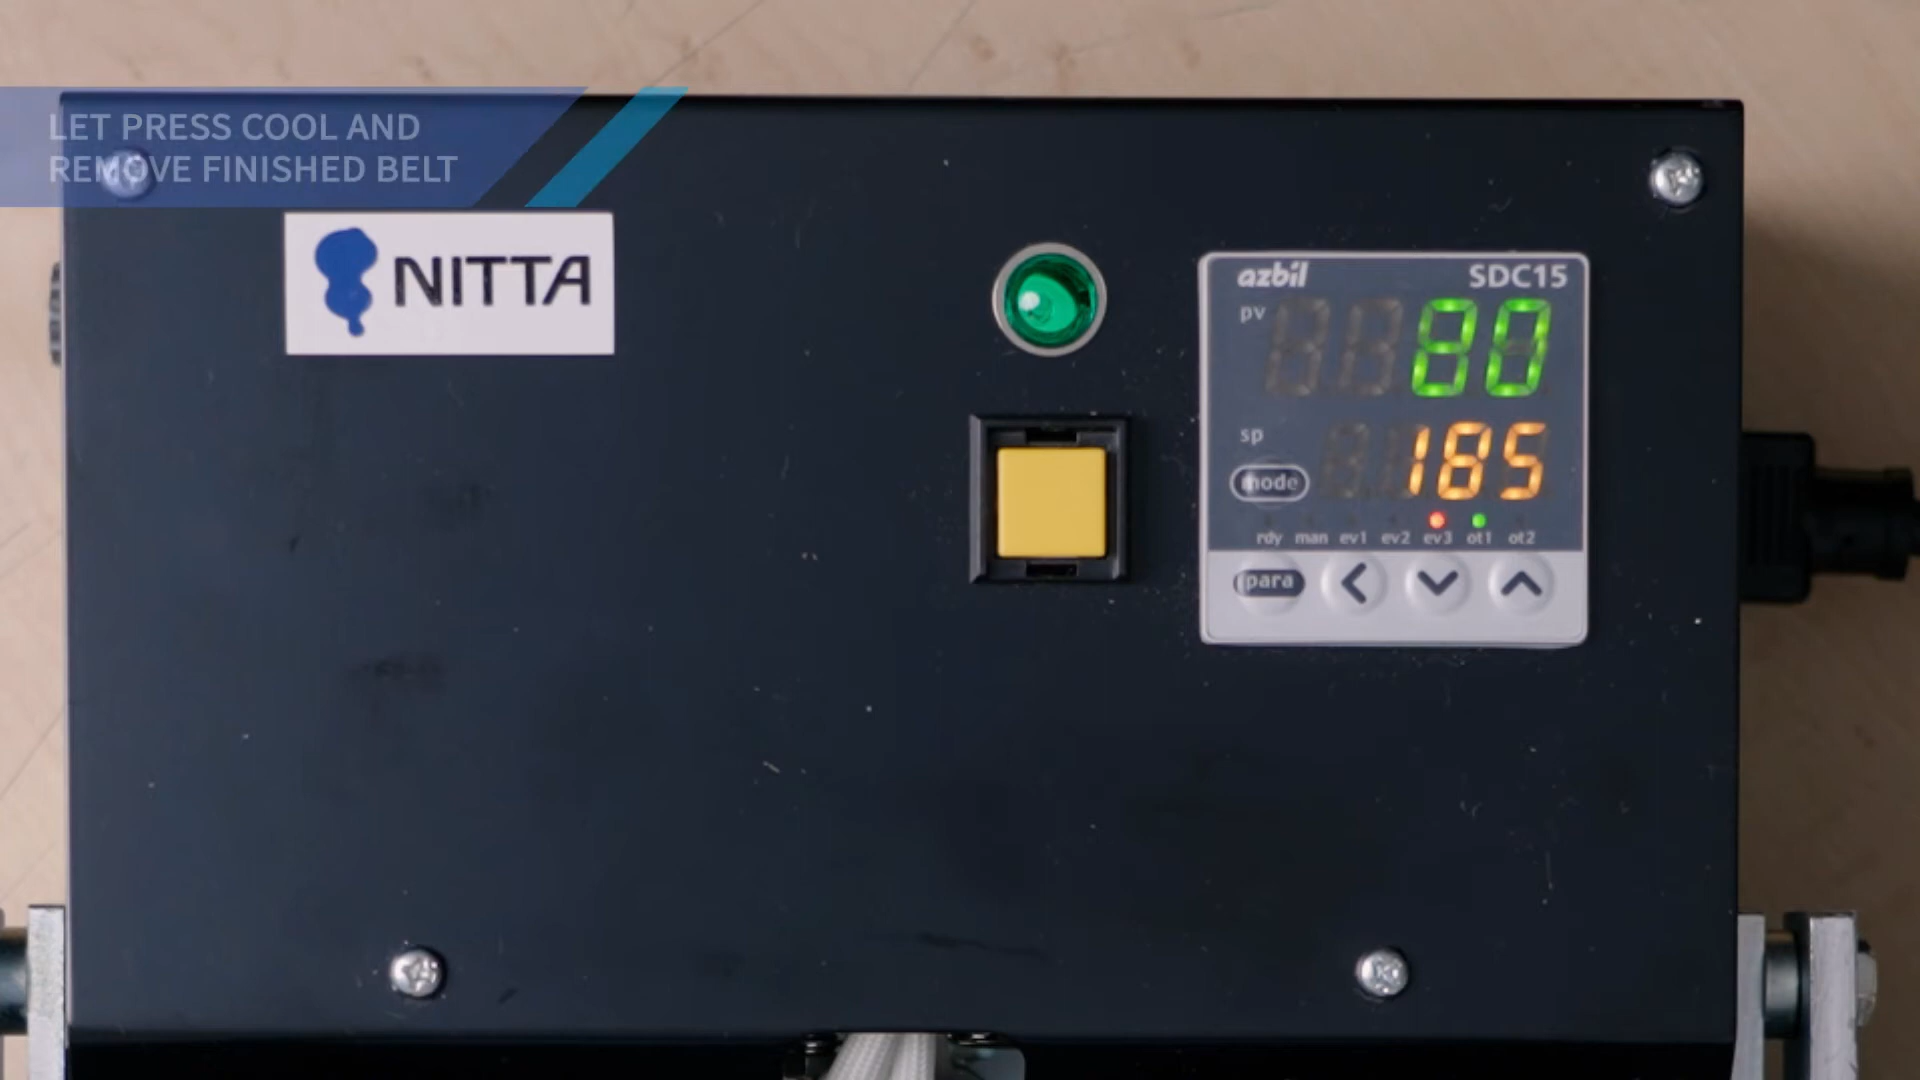 LET PRESS COOL AND
REMOVE FINISHED BELT
NITTA
azbil SDC15
pv 80
sp 185
mode
rdy man ev1 ev2 ev3 ot1 ot2
para